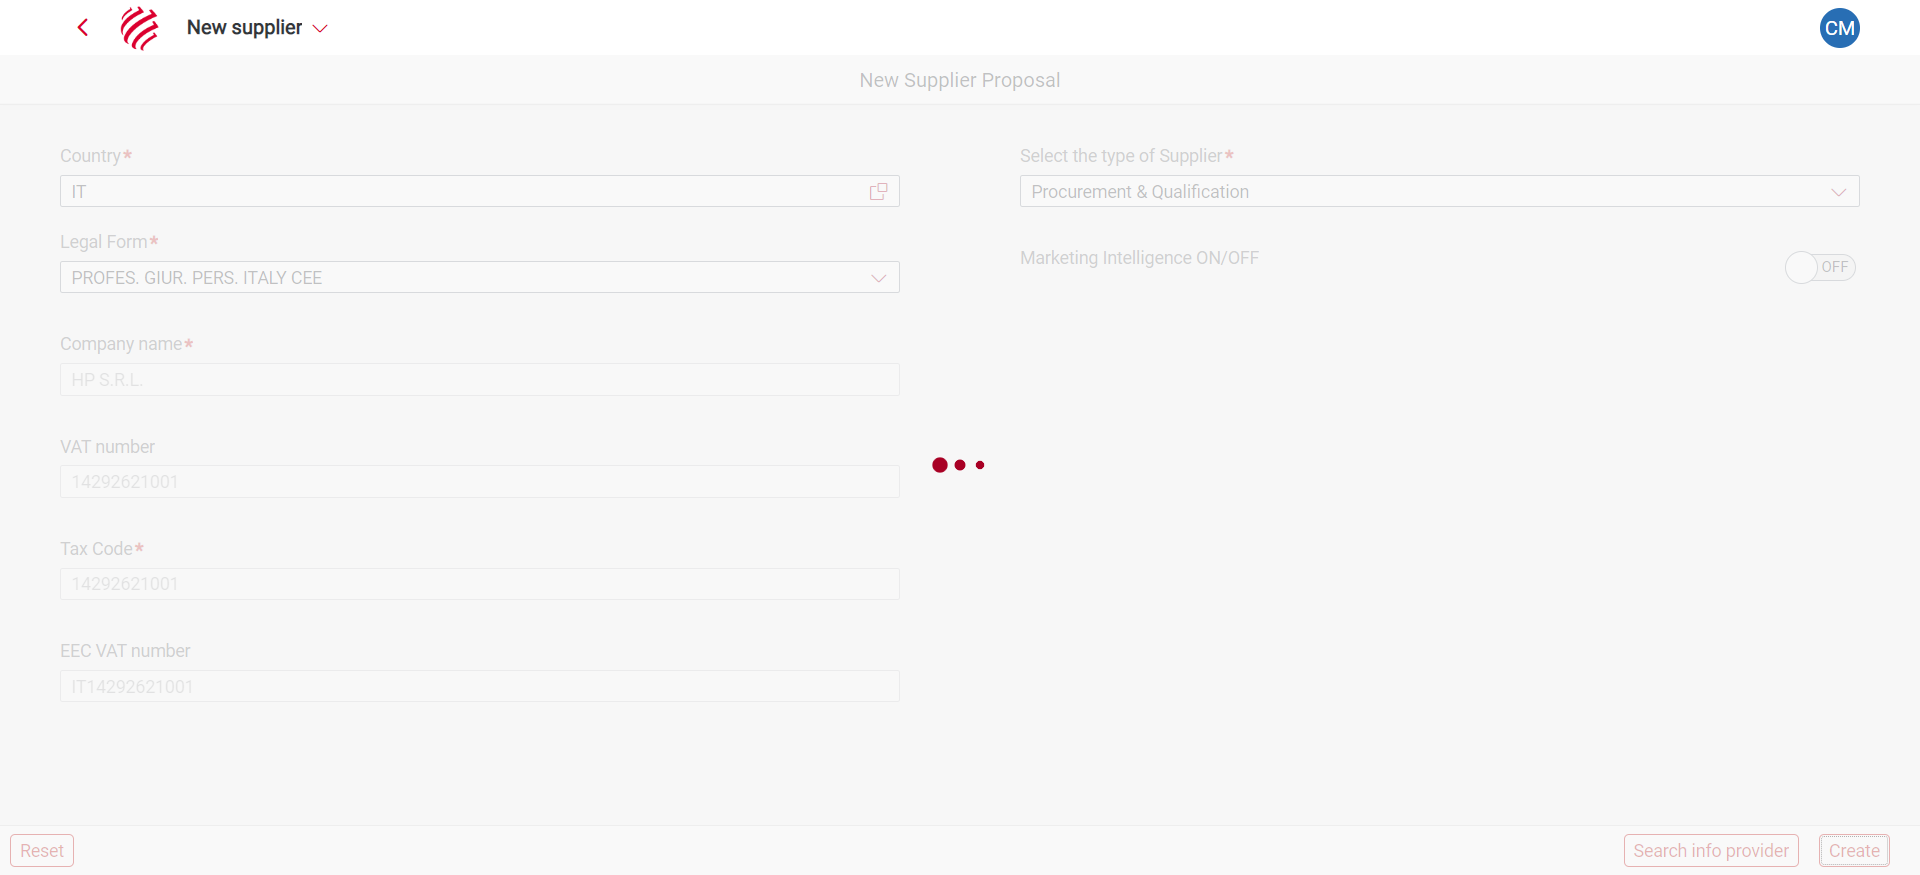 New supplier
CM
New Supplier Proposal
Country*
IT
Legal Form*
PROFES. GIUR. PERS. ITALY CEE
Company name*
HP S.R.L.
VAT number
14292621001
Tax Code*
14292621001
EEC VAT number
IT14292621001
Select the type of Supplier*
Procurement & Qualification
Marketing Intelligence ON/OFF
OFF
Reset
Search info provider
Create